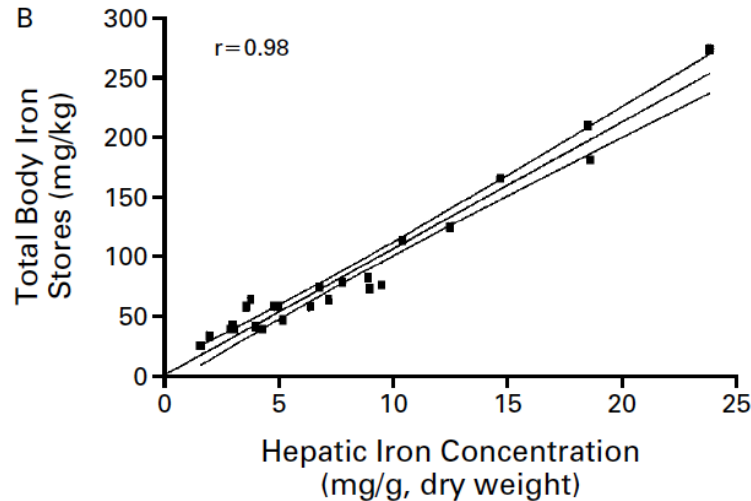 B
r=0.98
300
250
200
150
100
50
0
Total Body Iron
Stores (mg/kg)
0 5 10 15 20 25
Hepatic Iron Concentration
(mg/g, dry weight)